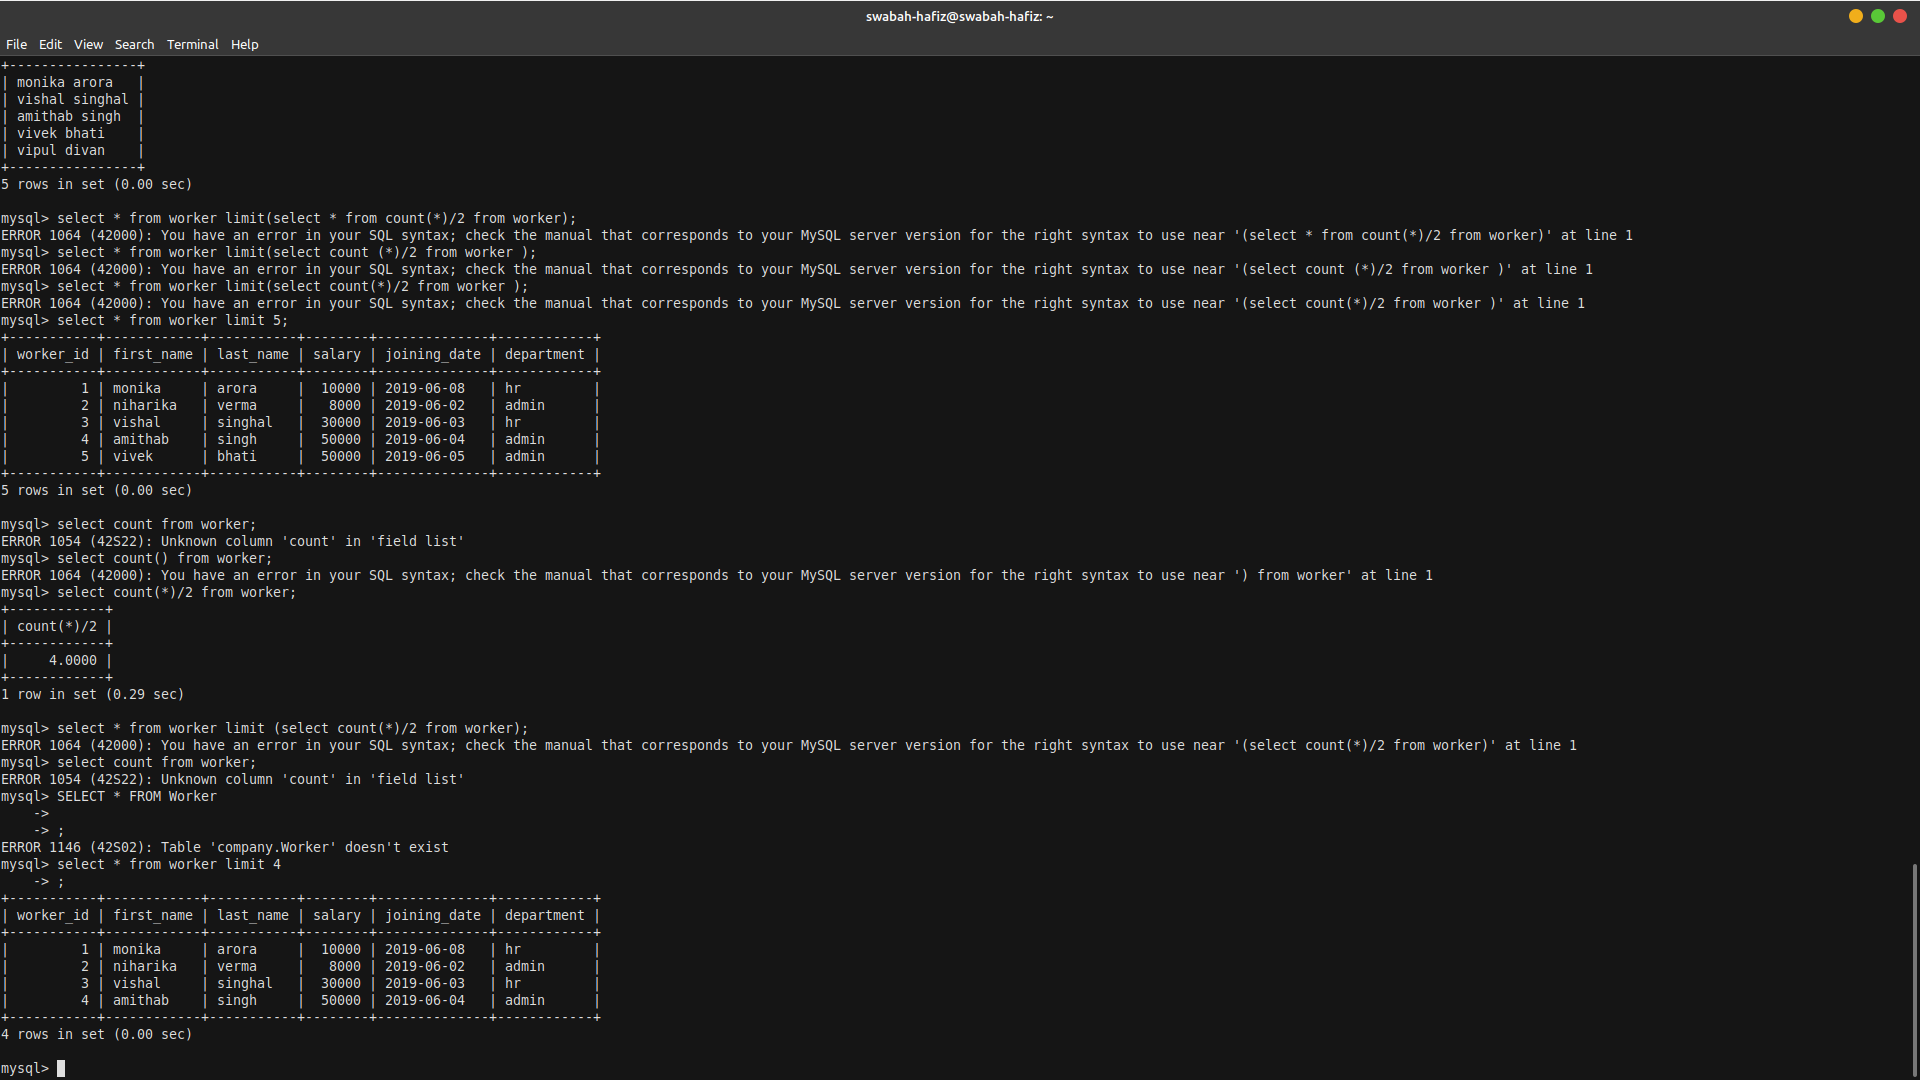 swabah-hafiz@swabah-hafiz: ~
File Edit View Search Terminal Help
+----------------+
| monika arora   |
| vishal singhal |
| amithab singh  |
| vivek bhati    |
| vipul divan    |
+----------------+
5 rows in set (0.00 sec)
mysql> select * from worker limit(select * from count(*)/2 from worker);
ERROR 1064 (42000): You have an error in your SQL syntax; check the manual that corresponds to your MySQL server version for the right syntax to use near '(select * from count(*)/2 from worker)' at line 1
mysql> select * from worker limit(select count (*)/2 from worker );
ERROR 1064 (42000): You have an error in your SQL syntax; check the manual that corresponds to your MySQL server version for the right syntax to use near '(select count (*)/2 from worker )' at line 1
mysql> select * from worker limit(select count(*)/2 from worker );
ERROR 1064 (42000): You have an error in your SQL syntax; check the manual that corresponds to your MySQL server version for the right syntax to use near '(select count(*)/2 from worker )' at line 1
mysql> select * from worker limit 5;
+-----------+------------+-----------+--------+--------------+------------+
| worker_id | first_name | last_name | salary | joining_date | department |
+-----------+------------+-----------+--------+--------------+------------+
|         1 | monika     | arora     |  10000 | 2019-06-08   | hr         |
|         2 | niharika   | verma     |   8000 | 2019-06-02   | admin      |
|         3 | vishal     | singhal   |  30000 | 2019-06-03   | hr         |
|         4 | amithab    | singh     |  50000 | 2019-06-04   | admin      |
|         5 | vivek      | bhati     |  50000 | 2019-06-05   | admin      |
+-----------+------------+-----------+--------+--------------+------------+
5 rows in set (0.00 sec)
mysql> select count from worker;
ERROR 1054 (42S22): Unknown column 'count' in 'field list'
mysql> select count() from worker;
ERROR 1064 (42000): You have an error in your SQL syntax; check the manual that corresponds to your MySQL server version for the right syntax to use near ') from worker' at line 1
mysql> select count(*)/2 from worker;
+------------+
| count(*)/2 |
+------------+
|     4.0000 |
+------------+
1 row in set (0.29 sec)
mysql> select * from worker limit (select count(*)/2 from worker);
ERROR 1064 (42000): You have an error in your SQL syntax; check the manual that corresponds to your MySQL server version for the right syntax to use near '(select count(*)/2 from worker)' at line 1
mysql> select count from worker;
ERROR 1054 (42S22): Unknown column 'count' in 'field list'
mysql> SELECT * FROM Worker
    ->
    -> ;
ERROR 1146 (42S02): Table 'company.Worker' doesn't exist
mysql> select * from worker limit 4
    -> ;
+-----------+------------+-----------+--------+--------------+------------+
| worker_id | first_name | last_name | salary | joining_date | department |
+-----------+------------+-----------+--------+--------------+------------+
|         1 | monika     | arora     |  10000 | 2019-06-08   | hr         |
|         2 | niharika   | verma     |   8000 | 2019-06-02   | admin      |
|         3 | vishal     | singhal   |  30000 | 2019-06-03   | hr         |
|         4 | amithab    | singh     |  50000 | 2019-06-04   | admin      |
+-----------+------------+-----------+--------+--------------+------------+
4 rows in set (0.00 sec)
mysql>